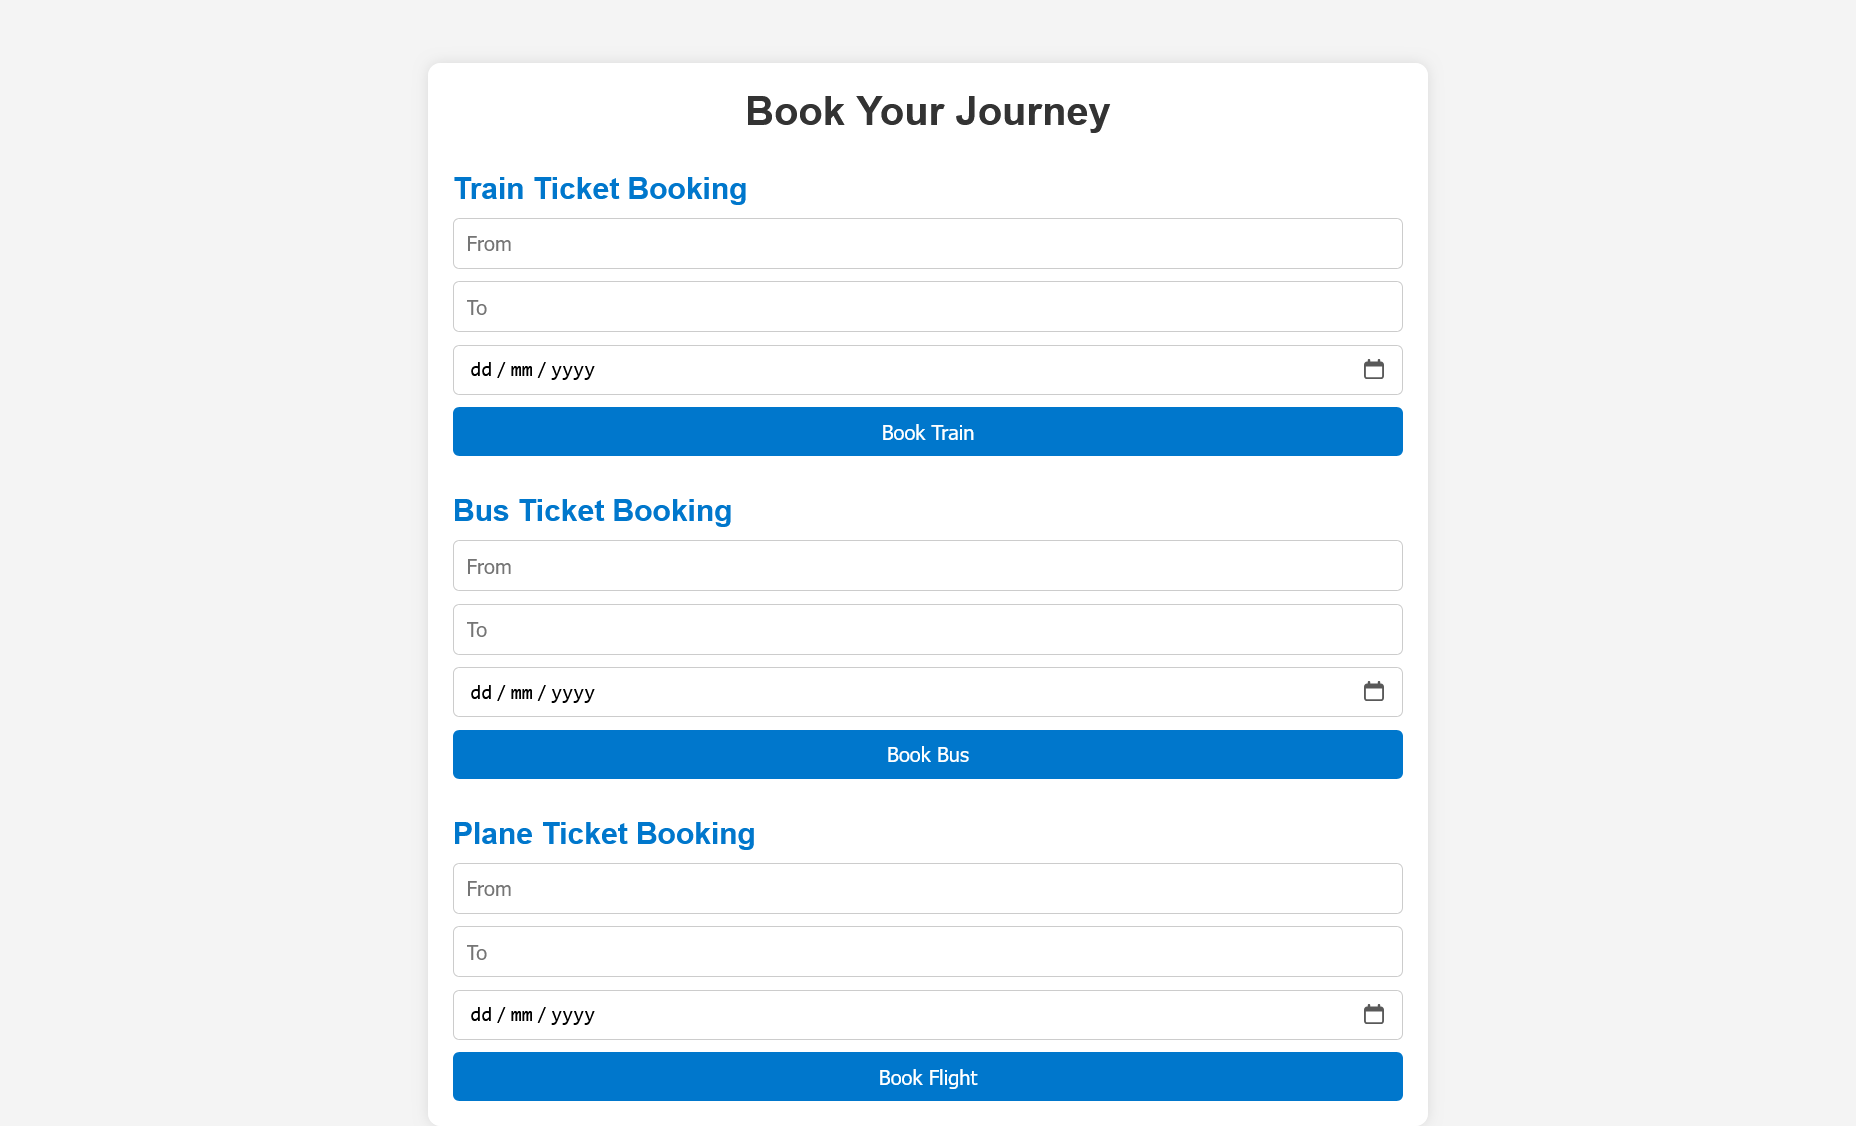 Book Your Journey
Train Ticket Booking
From
To
dd/mm/yyyy
Book Train
Bus Ticket Booking
From
To
dd/mm/yyyy
Book Bus
Plane Ticket Booking
From
To
dd/mm/yyyy
Book Flight